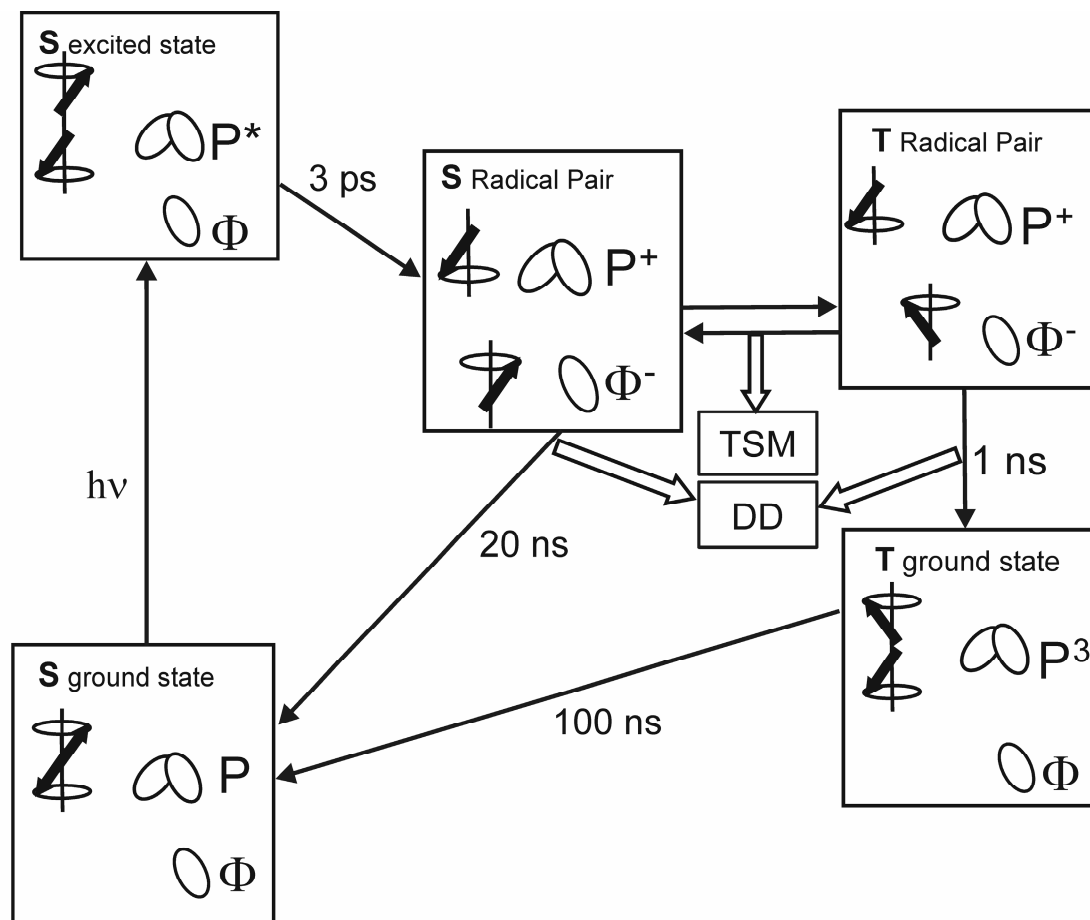 S excited state
P*
Φ
3 ps
S Radical Pair
P+
Φ-
T Radical Pair
P+
Φ-
TSM
DD
hν
20 ns
1 ns
T ground state
P3
Φ
100 ns
S ground state
P
Φ